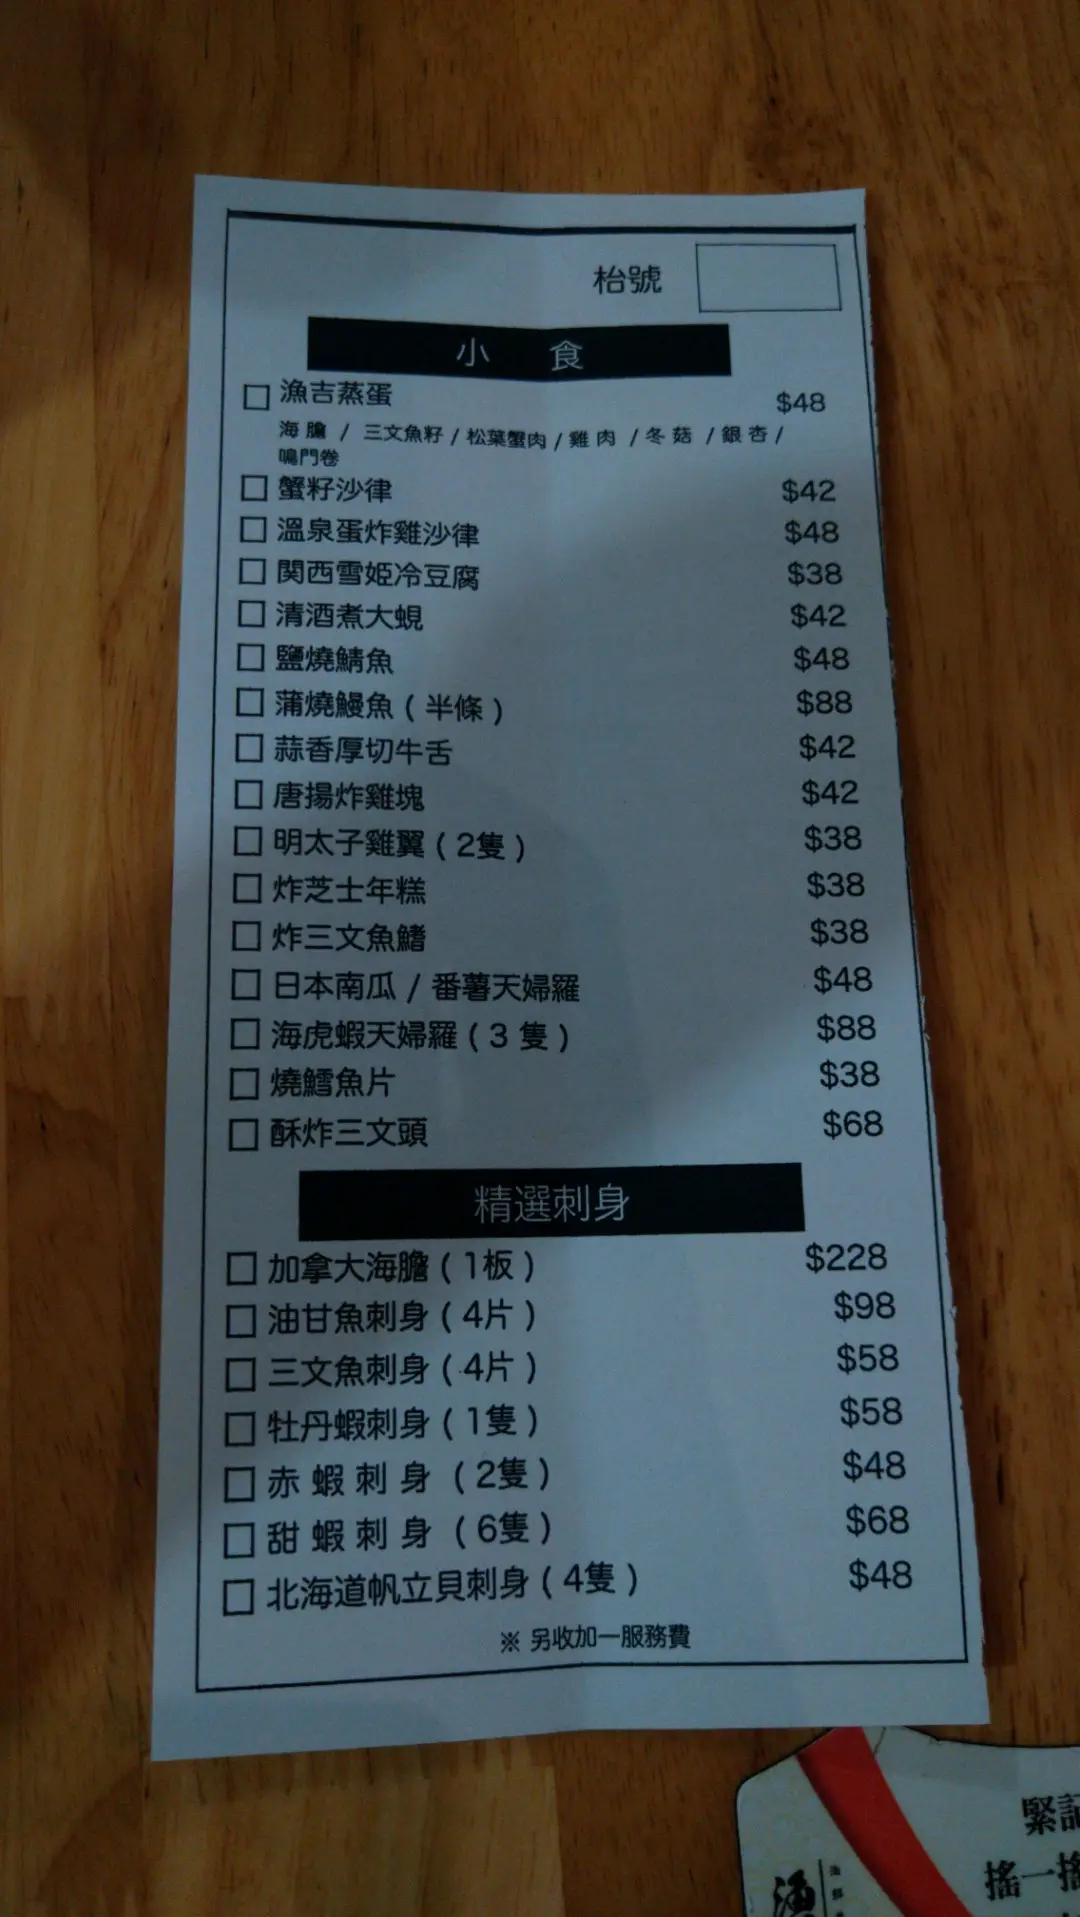 枱號
小 食
漁吉蒸蛋 $48
海膽 / 三文魚籽 / 松葉蟹肉 / 雞肉 / 冬菇 / 銀杏 /
鳴門卷
蟹籽沙律 $42
溫泉蛋炸雞沙律 $48
関西雪姫冷豆腐 $38
清酒煮大蜆 $42
鹽燒鯖魚 $48
蒲燒鰻魚 ( 半條 ) $88
蒜香厚切牛舌 $42
唐揚炸雞塊 $42
明太子雞翼 ( 2隻 ) $38
炸芝士年糕 $38
炸三文魚鰭 $38
日本南瓜 / 番薯天婦羅 $48
海虎蝦天婦羅 ( 3 隻 ) $88
燒鱈魚片 $38
酥炸三文頭 $68
精選刺身
加拿大海膽 ( 1板 ) $228
油甘魚刺身 ( 4片 ) $98
三文魚刺身 ( 4片 ) $58
牡丹蝦刺身 ( 1隻 ) $58
赤蝦刺身 ( 2隻 ) $48
甜蝦刺身 ( 6隻 ) $68
北海道帆立貝刺身 ( 4隻 ) $48
※ 另收加一服務費
緊記
搖一搖
漁